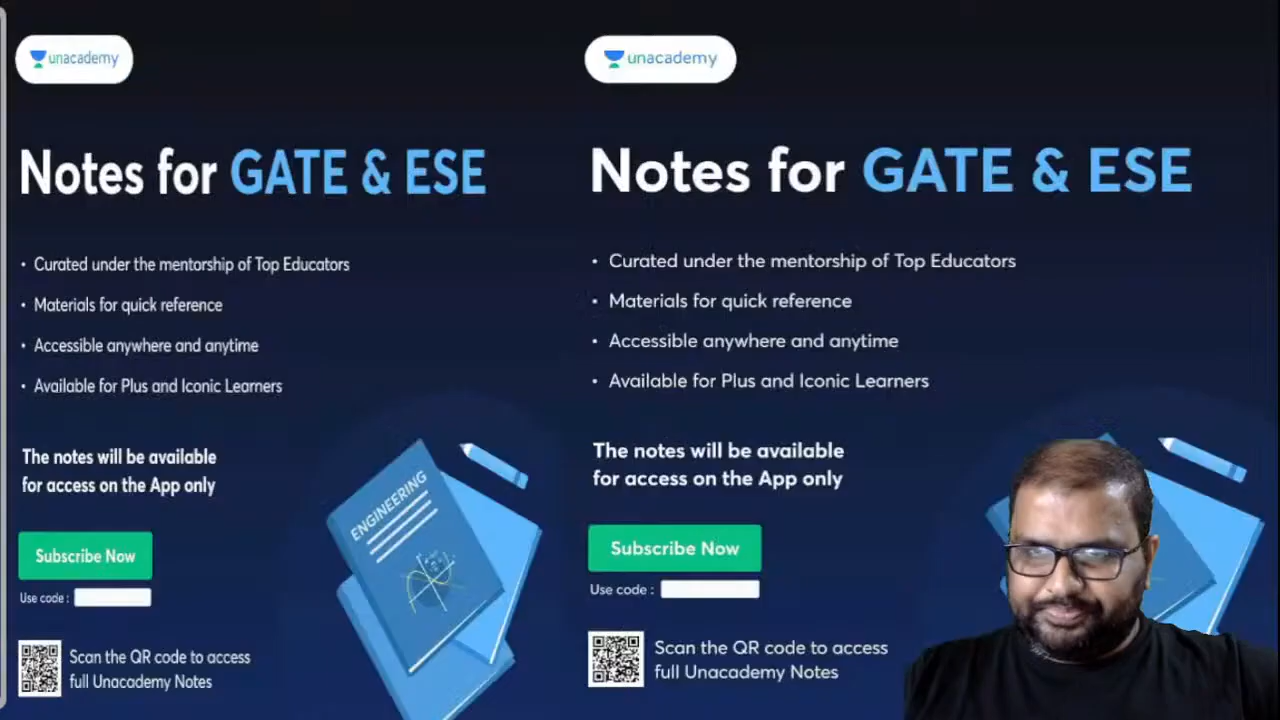 unacademy
Notes for GATE & ESE
• Curated under the mentorship of Top Educators
• Materials for quick reference
• Accessible anywhere and anytime
• Available for Plus and Iconic Learners
The notes will be available
for access on the App only
Subscribe Now
Use code :
Scan the QR code to access
full Unacademy Notes
ENGINEERING
unacademy
Notes for GATE & ESE
• Curated under the mentorship of Top Educators
• Materials for quick reference
• Accessible anywhere and anytime
• Available for Plus and Iconic Learners
The notes will be available
for access on the App only
Subscribe Now
Use code :
Scan the QR code to access
full Unacademy Notes